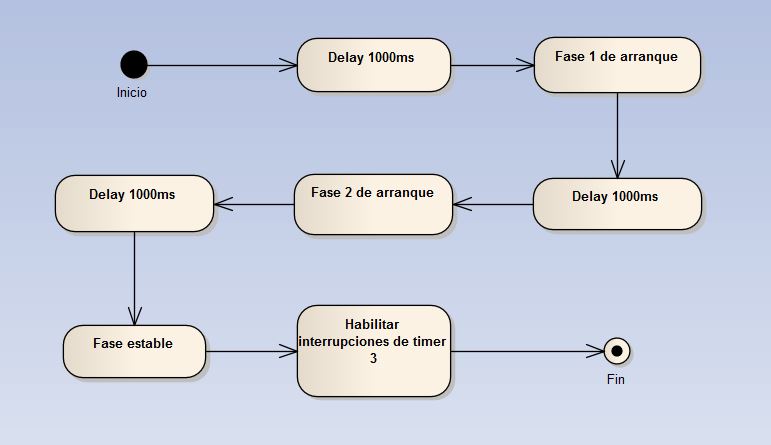 Inicio
Delay 1000ms
Fase 1 de arranque
Delay 1000ms
Fase 2 de arranque
Delay 1000ms
Fase estable
Habilitar
interrupciones de timer
3
Fin